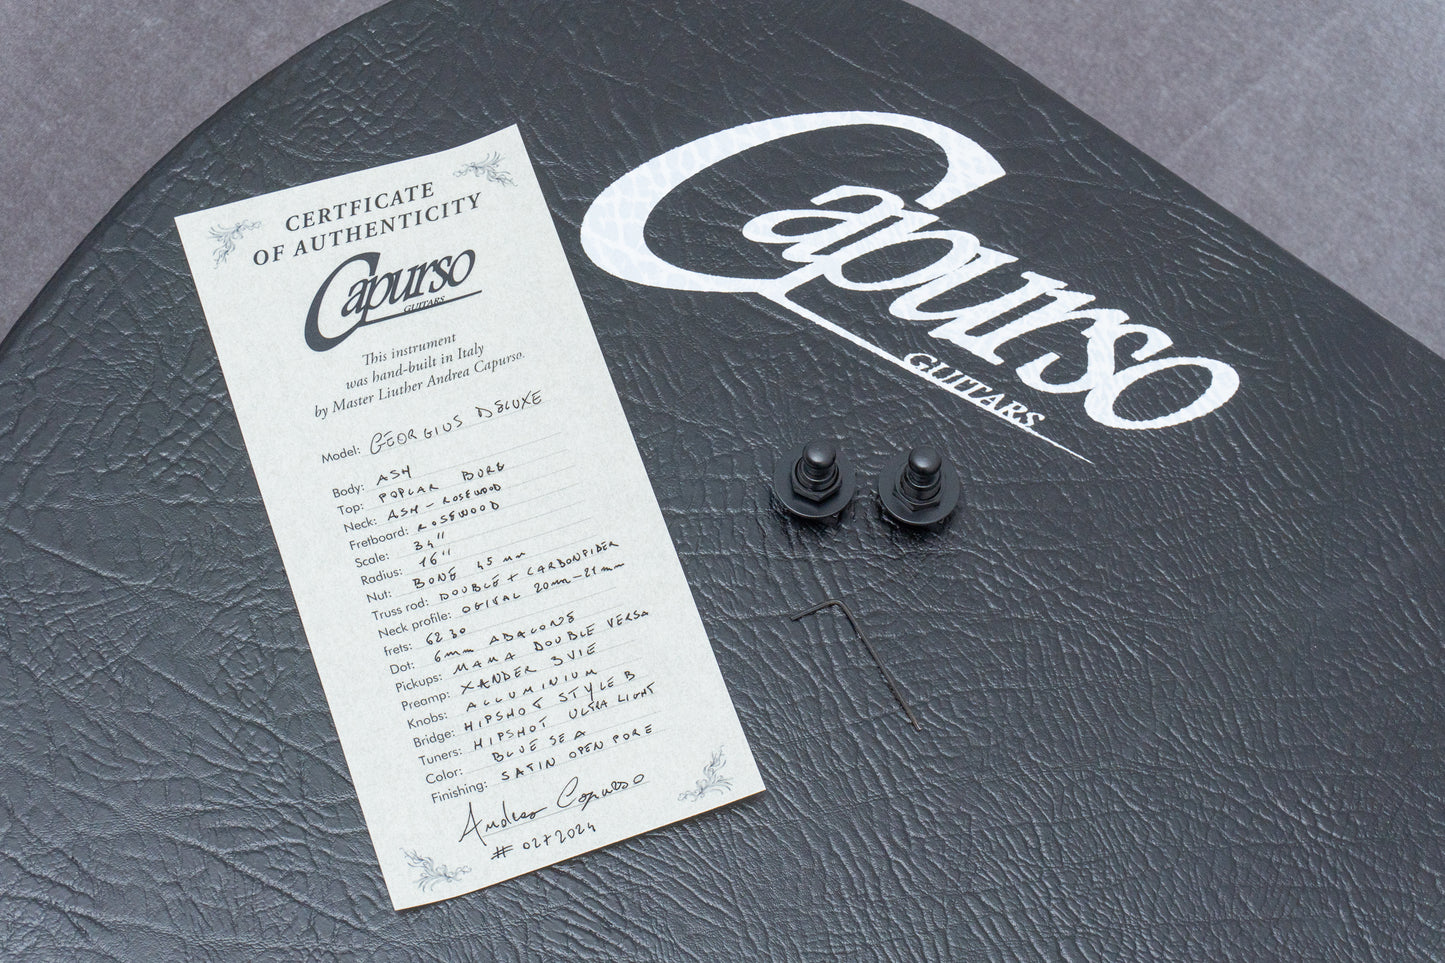 CERTFICATE
OF AUTHENTICITY
Capurso
GUITARS
This instrument
was hand-built in Italy
by Master Liuther Andrea Capurso.
Model: GEORGIUS DELUXE
Body: ASH
Top: POPLAR BURL
Neck: ASH - ROSEWOOD
Fretboard: ROSEWOOD
Scale: 34"
Radius: 16"
Nut: BONE 45 mm
Truss rod: DOUBLE + CARBONFIBER
Neck profile: OGIVAL 20mm-21mm
frets: 6230
Dot: 6mm ABALONE
Pickups: MAMA DOUBLE VERSA
Preamp: XANDER 3VIE
Knobs: ALLUMINIUM
Bridge: HIPSHOT STYLE B
Tuners: HIPSHOT ULTRA LIGHT
Color: BLUE SEA
Finishing: SATIN OPEN PORE
Andrea Capurso
# 0272024
Capurso
GUITARS